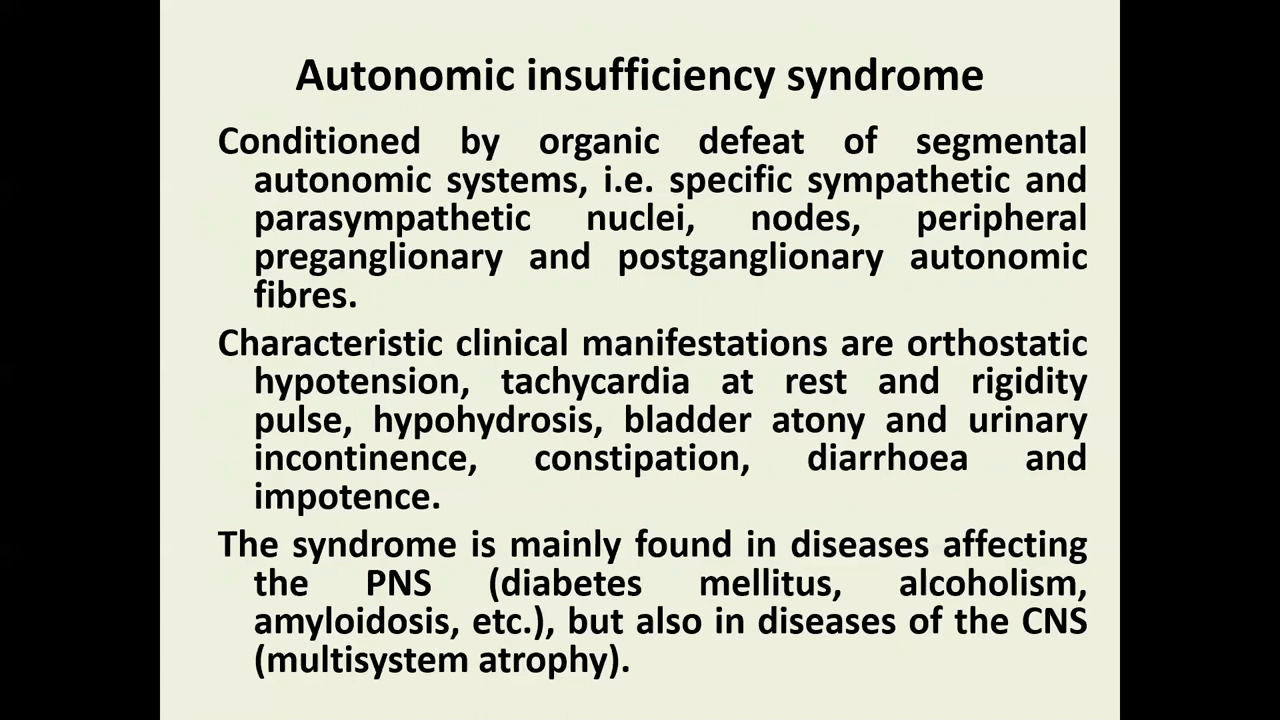 Autonomic insufficiency syndrome
Conditioned by organic defeat of segmental
autonomic systems, i.e. specific sympathetic and
parasympathetic nuclei, nodes, peripheral
preganglionary and postganglionary autonomic
fibres.
Characteristic clinical manifestations are orthostatic
hypotension, tachycardia at rest and rigidity
pulse, hypohydrosis, bladder atony and urinary
incontinence, constipation, diarrhoea and
impotence.
The syndrome is mainly found in diseases affecting
the PNS (diabetes mellitus, alcoholism,
amyloidosis, etc.), but also in diseases of the CNS
(multisystem atrophy).